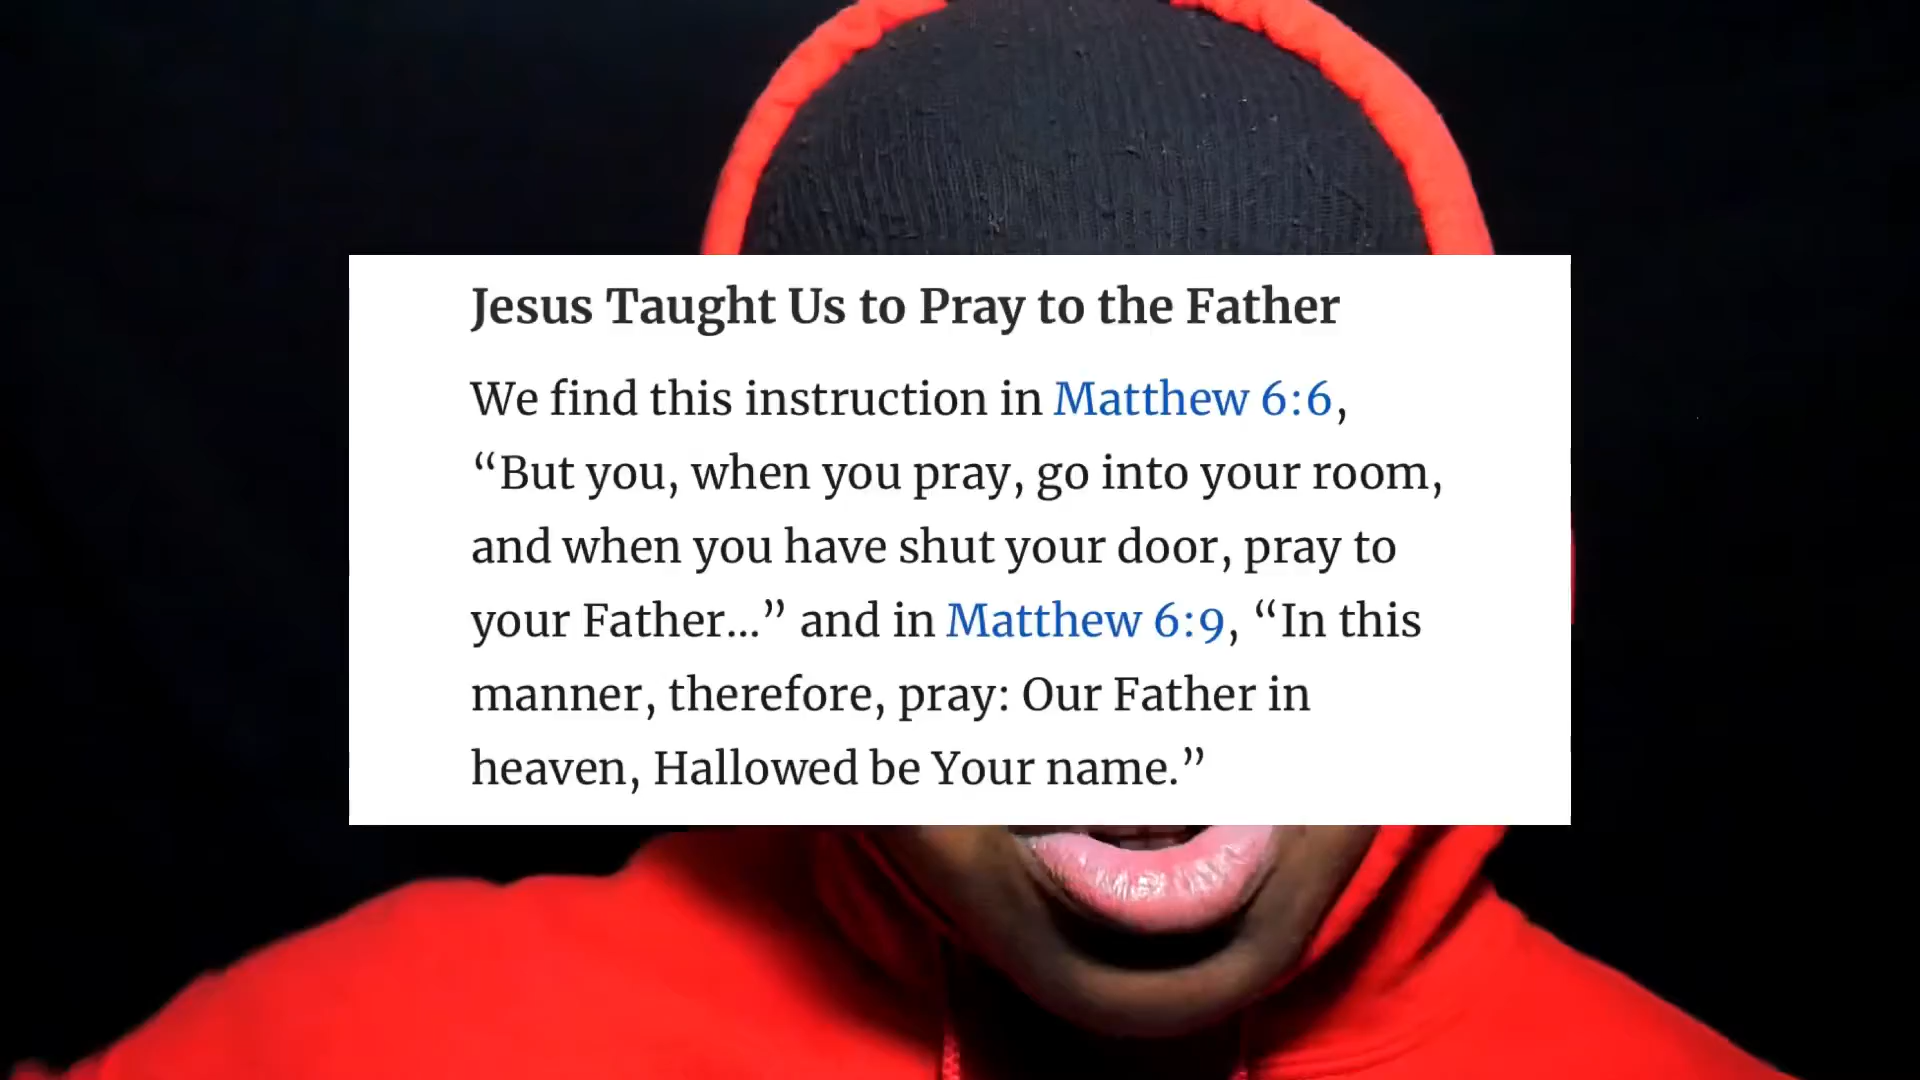 Jesus Taught Us to Pray to the Father
We find this instruction in Matthew 6:6,
“But you, when you pray, go into your room,
and when you have shut your door, pray to
your Father...” and in Matthew 6:9, “In this
manner, therefore, pray: Our Father in
heaven, Hallowed be Your name.”